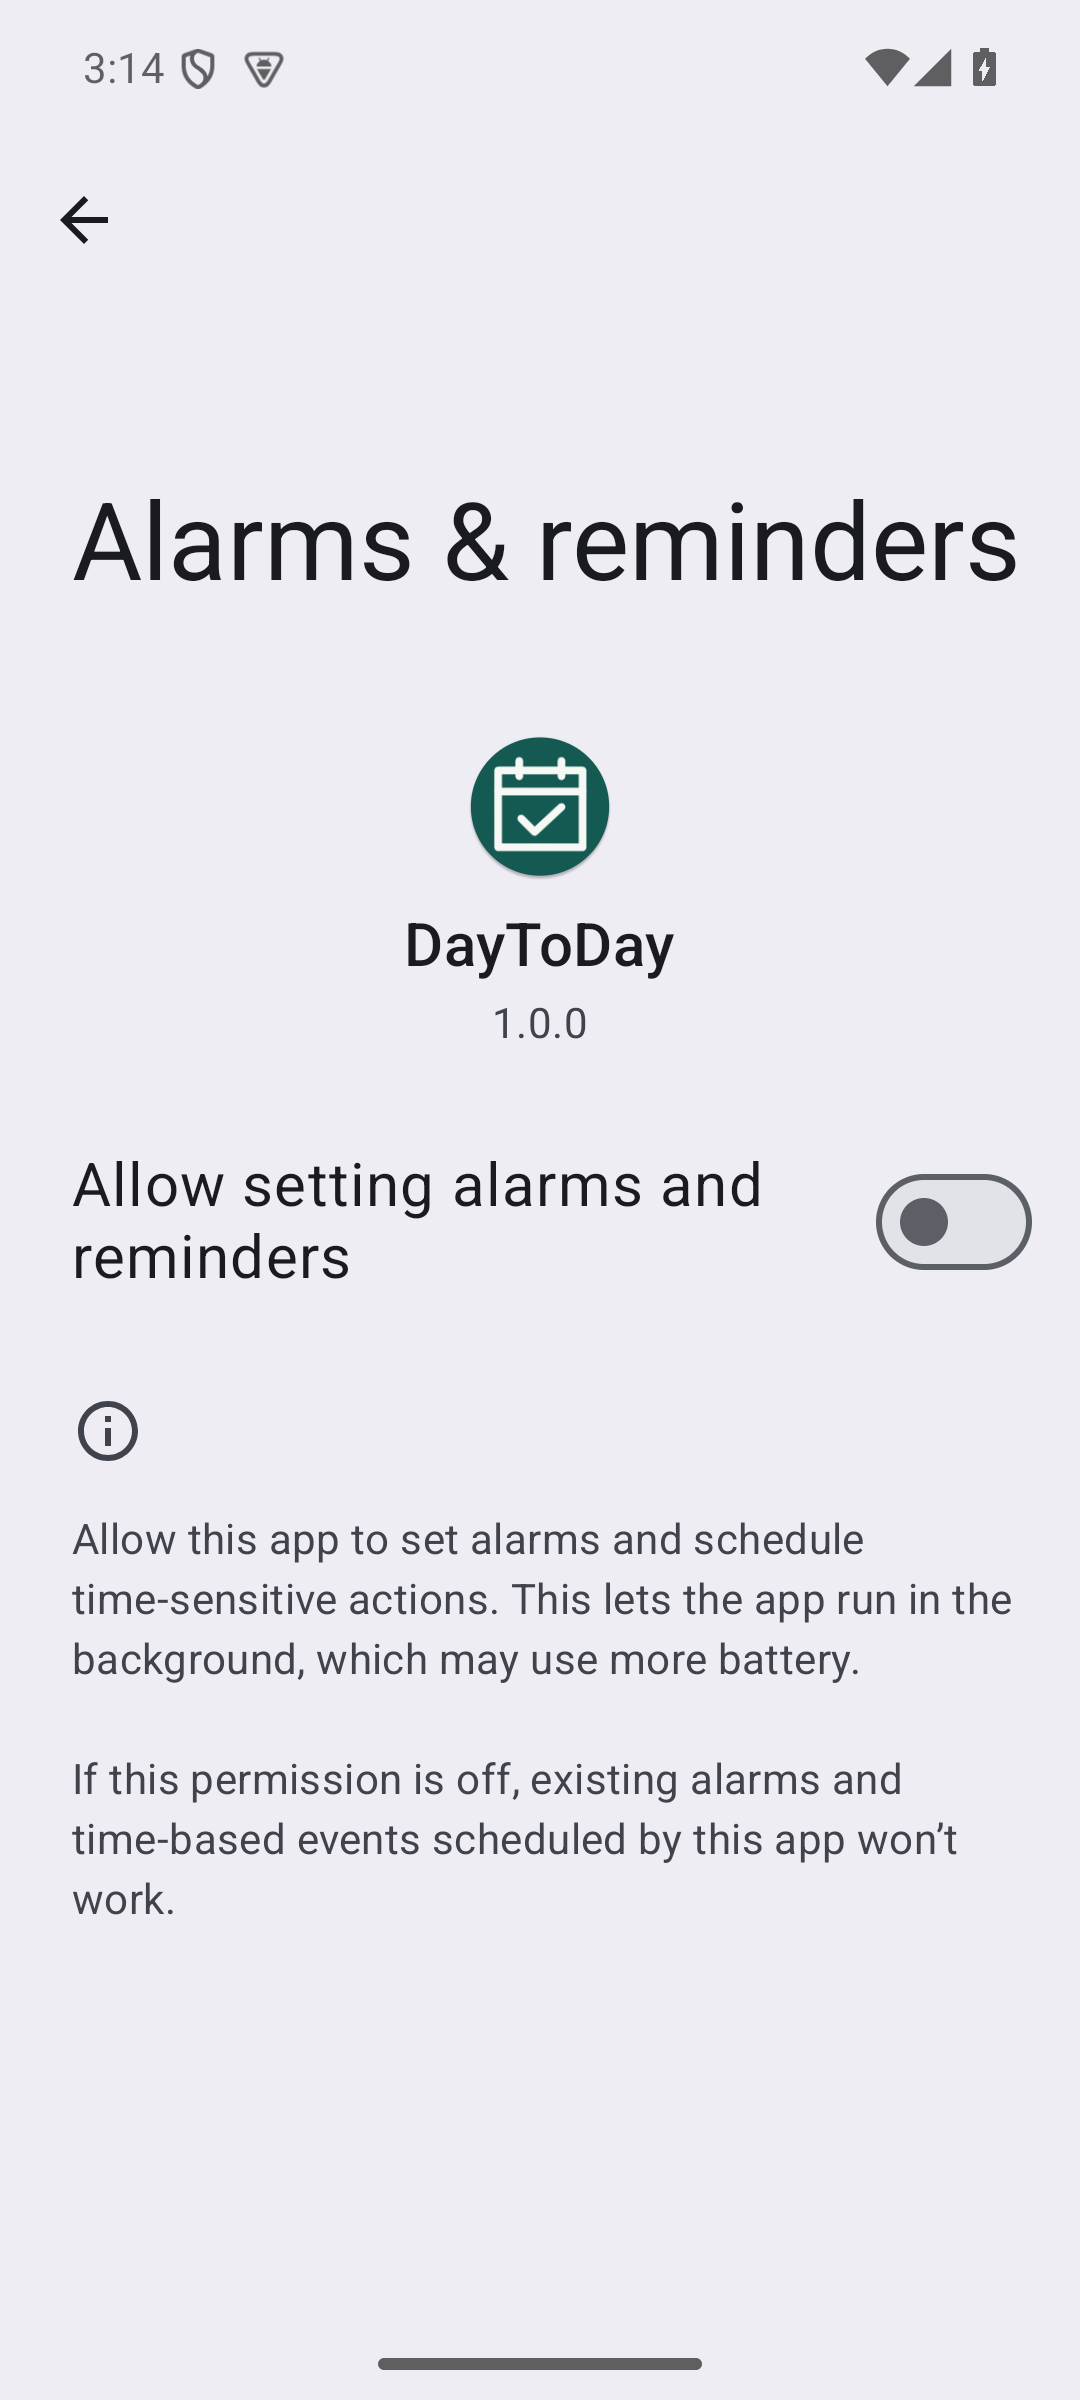 3:14
Alarms & reminders
DayToDay
1.0.0
Allow setting alarms and
reminders
Allow this app to set alarms and schedule
time-sensitive actions. This lets the app run in the
background, which may use more battery.
If this permission is off, existing alarms and
time-based events scheduled by this app won’t
work.